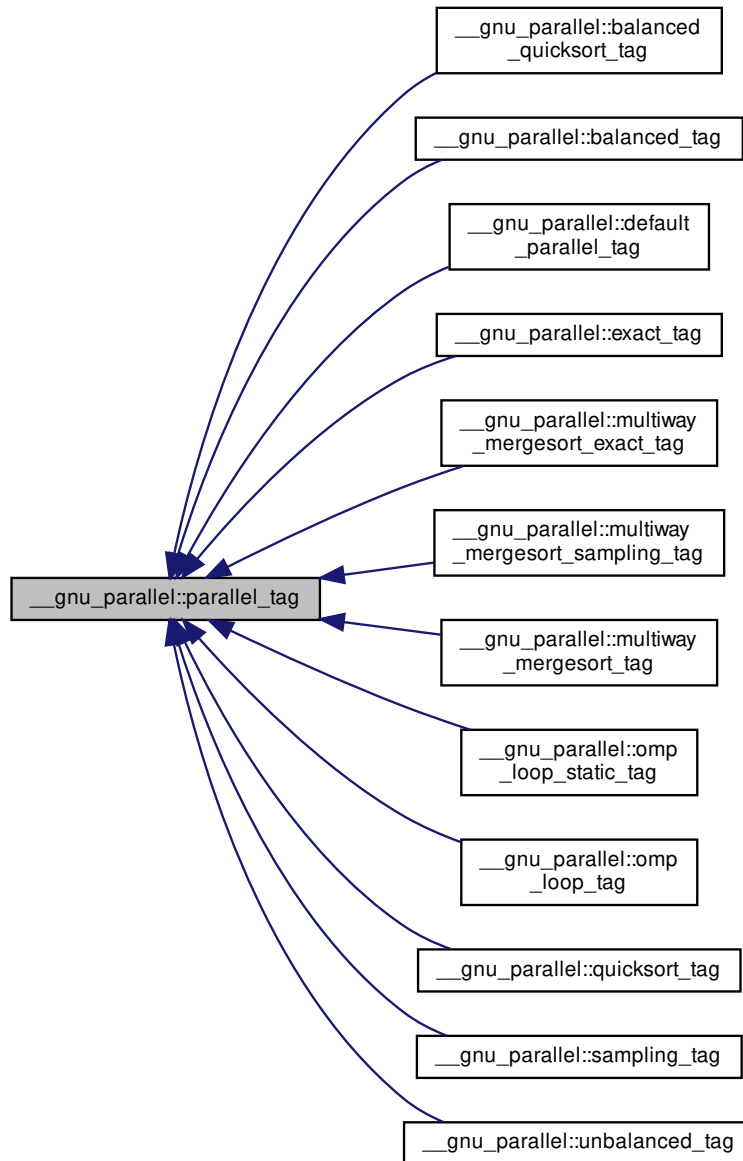 __gnu_parallel::balanced
_quicksort_tag
__gnu_parallel::balanced_tag
__gnu_parallel::default
_parallel_tag
__gnu_parallel::exact_tag
__gnu_parallel::multiway
_mergesort_exact_tag
__gnu_parallel::multiway
_mergesort_sampling_tag
__gnu_parallel::parallel_tag
__gnu_parallel::multiway
_mergesort_tag
__gnu_parallel::omp
_loop_static_tag
__gnu_parallel::omp
_loop_tag
__gnu_parallel::quicksort_tag
__gnu_parallel::sampling_tag
__gnu_parallel::unbalanced_tag